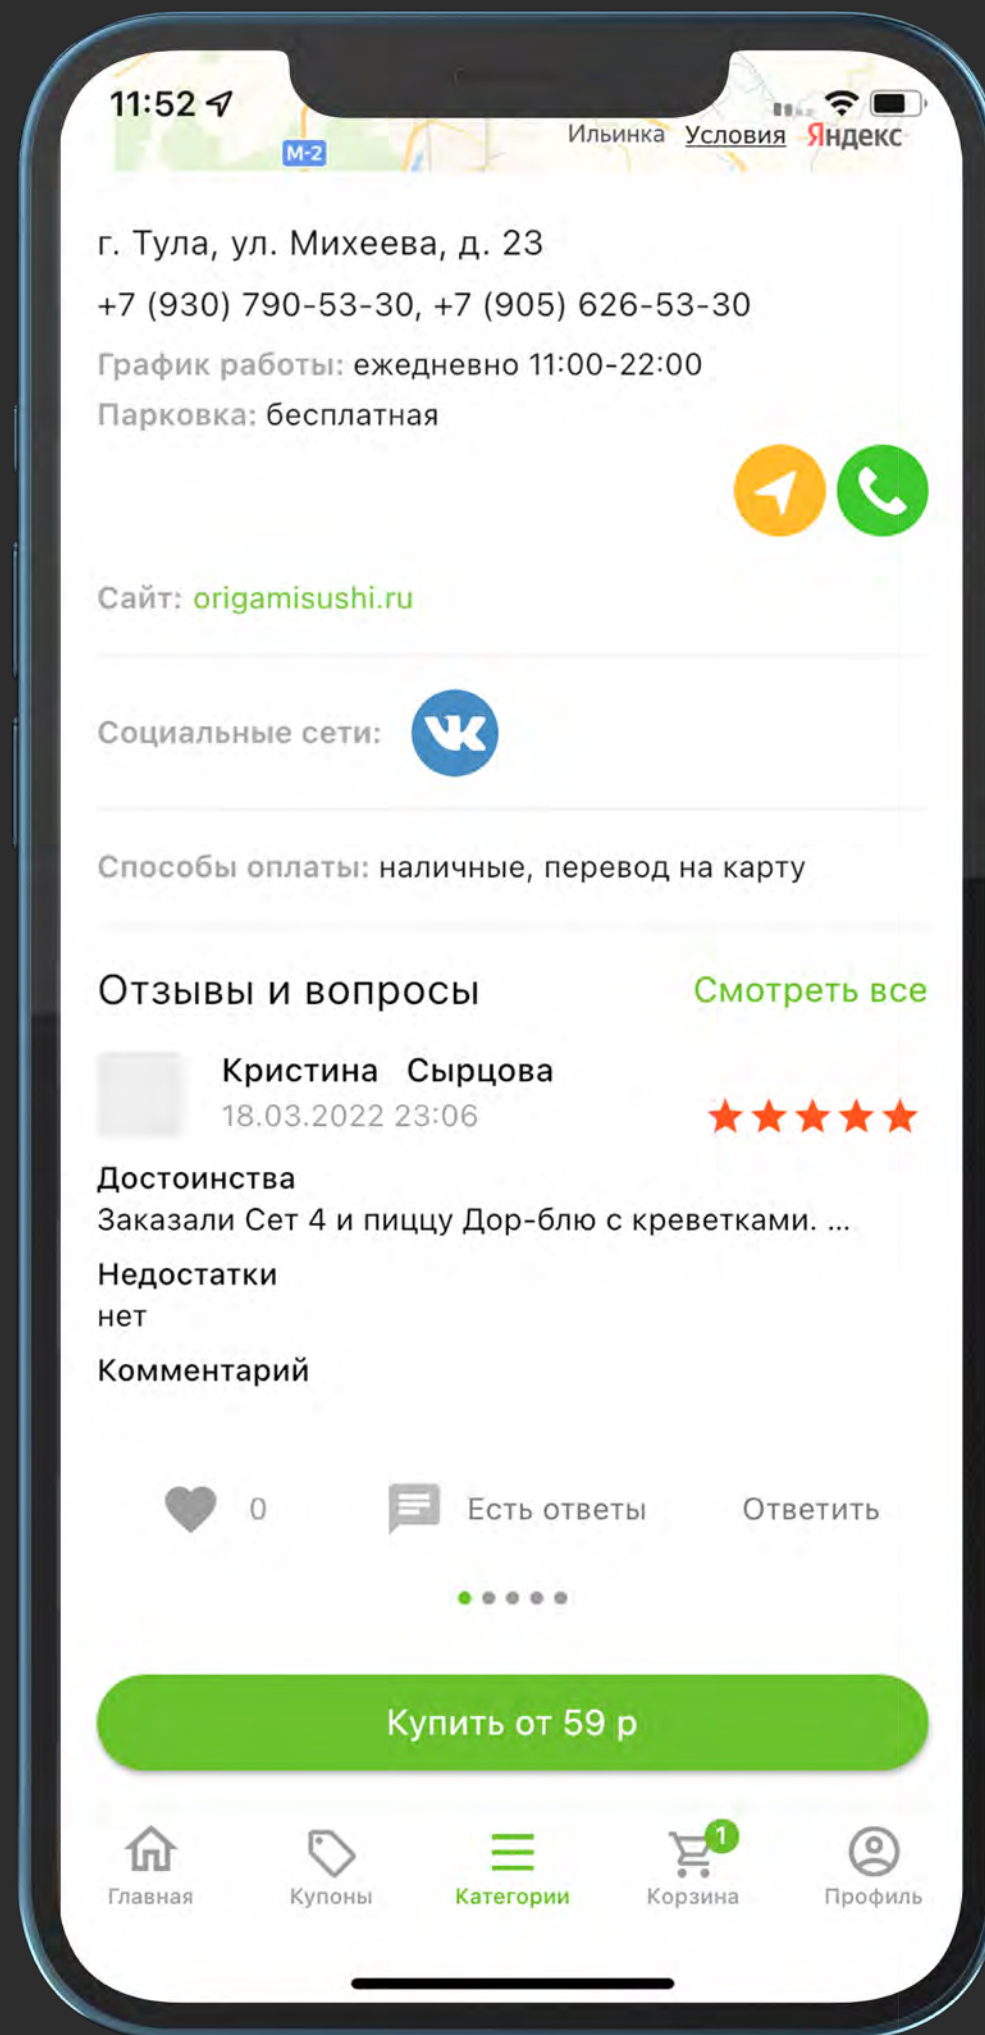 11:52
M-2
Ильинка Условия Яндекс
г. Тула, ул. Михеева, д. 23
+7 (930) 790-53-30, +7 (905) 626-53-30
График работы: ежедневно 11:00-22:00
Парковка: бесплатная
Сайт: origamisushi.ru
Социальные сети:
Способы оплаты: наличные, перевод на карту
Отзывы и вопросы Смотреть все
Кристина Сырцова
18.03.2022 23:06
Достоинства
Заказали Сет 4 и пиццу Дор-блю с креветками. ...
Недостатки
нет
Комментарий
0 Есть ответы Ответить
Купить от 59 р
1
Главная Купоны Категории Корзина Профиль